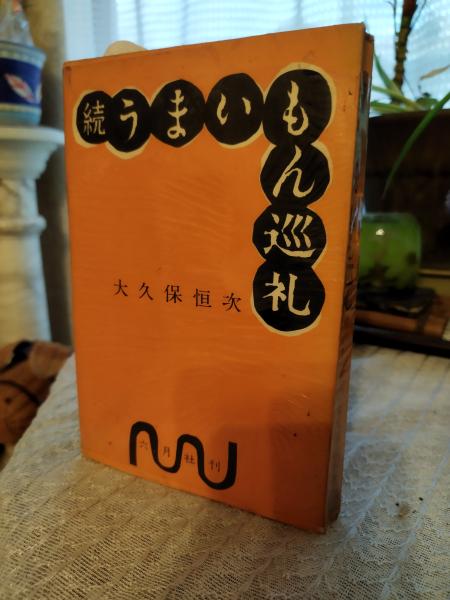 続うまいもん巡礼
大久保恒次
六月社刊